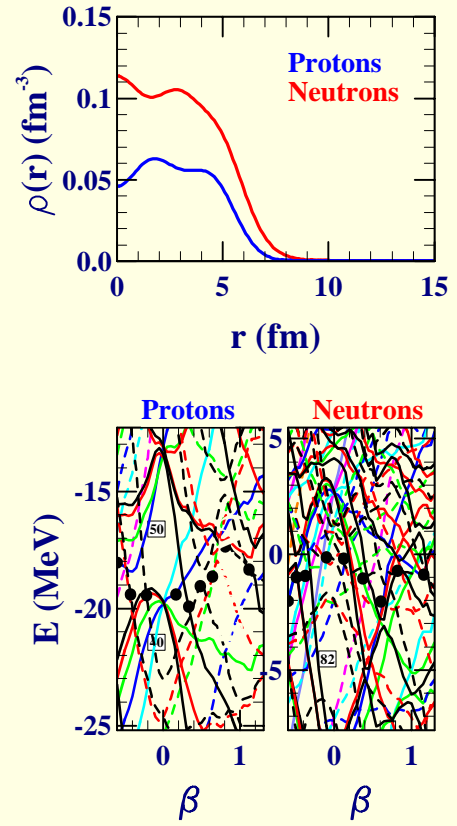 0.15
0.1
0.05
0.0
ρ(r) (fm⁻³)
Protons
Neutrons
0 5 10 15
r (fm)
Protons Neutrons
-15
-20
-25
E (MeV)
50
40
5
0
-5
82
0 1
0 1
β β